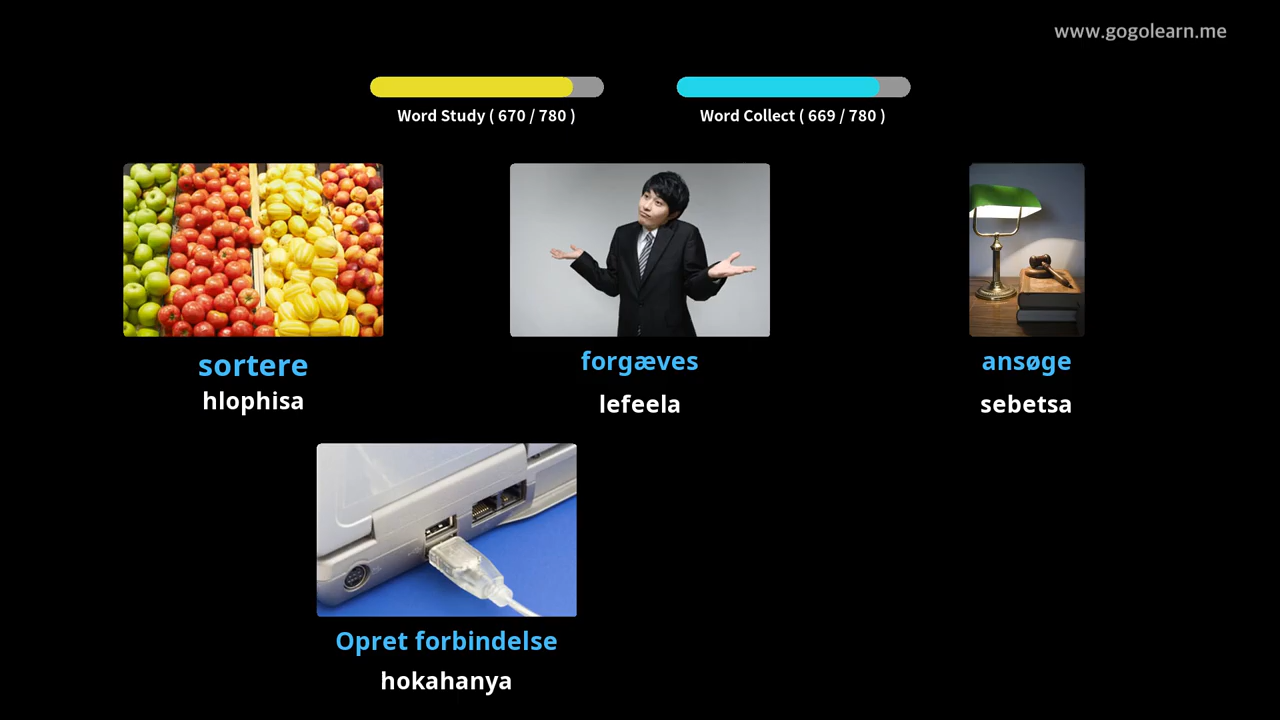 www.gogolearn.me
Word Study ( 670 / 780 )
Word Collect ( 669 / 780 )
sortere
hlophisa
forgæves
lefeela
ansøge
sebetsa
Opret forbindelse
hokahanya